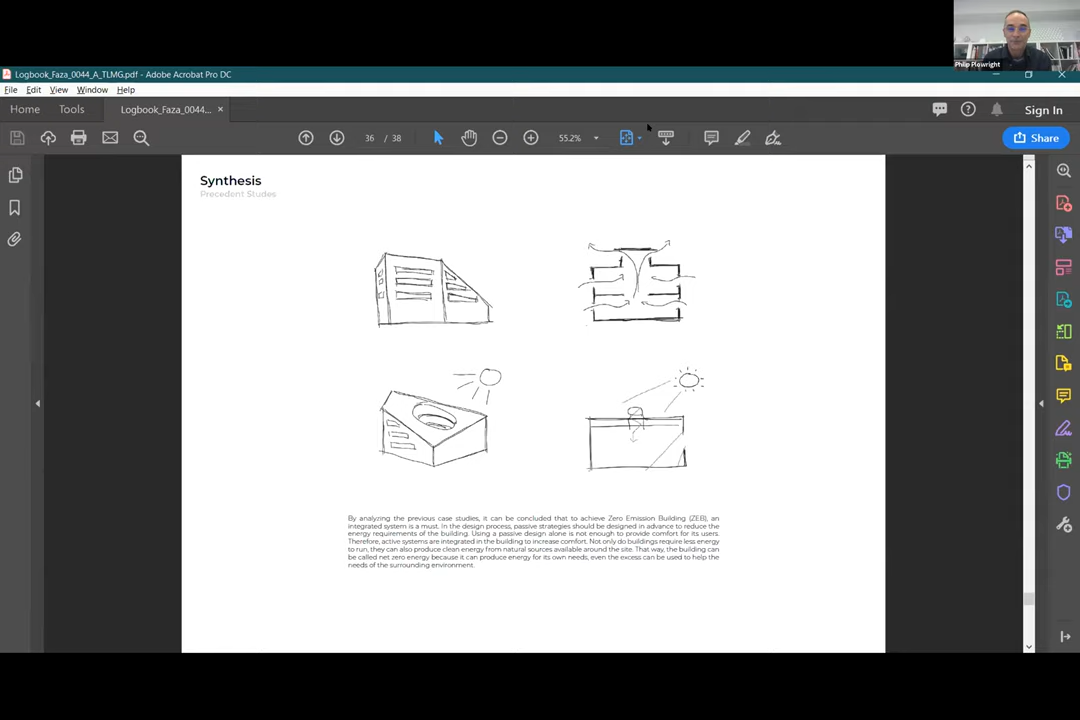 Philip Plowright
Logbook_Faza_0044_A_TLMG.pdf - Adobe Acrobat Pro DC
File Edit View Window Help
Home Tools Logbook_Faza_0044... ×
Sign In
36 / 38 55.2%
Share
Synthesis
Precedent Studies
By analyzing the previous case studies, it can be concluded that to achieve Zero Emission Building (ZEB), an
integrated system is a must. In the design process, passive strategies should be designed in advance to reduce the
energy requirements of the building. Using a passive design alone is not enough to provide comfort for its users.
Therefore, active systems are integrated in the building to increase comfort. Not only do buildings require less energy
to run, they can also produce clean energy from natural sources available around the site. That way, the building can
be called net zero energy because it can produce energy for its own needs, even the excess can be used to help the
needs of the surrounding environment.